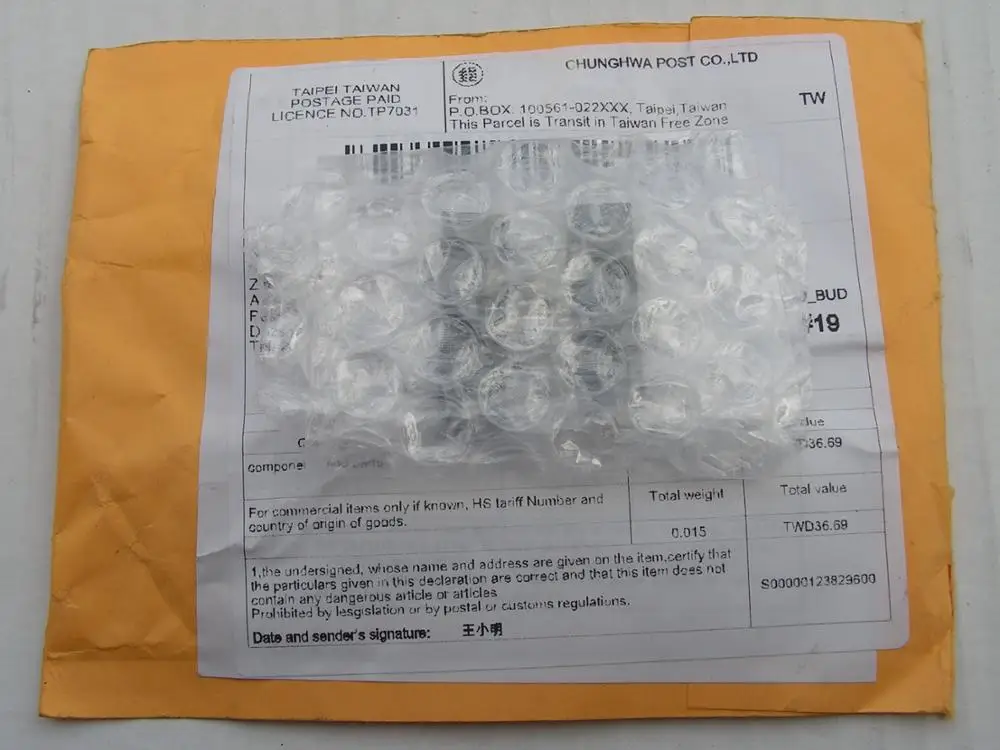 TAIPEI TAIWAN
POSTAGE PAID
LICENCE NO.TP7031
CHUNGHWA POST CO.,LTD
From:
P.O.BOX. 100561-022XXX, Taipei,Taiwan
This Parcel is Transit in Taiwan Free Zone
TW
_BUD
19
36.69
Total weight
Total value
For commercial items only if known, HS tariff Number and
country of origin of goods.
0.015
TWD36.69
1,the undersigned, whose name and address are given on the item,certify that
the particulars given in this declaration are correct and that this item does not
contain any dangerous article or articles
Prohibited by lesgislation or by postal or customs regulations.
S00000123829600
Date and sender's signature:
王小明